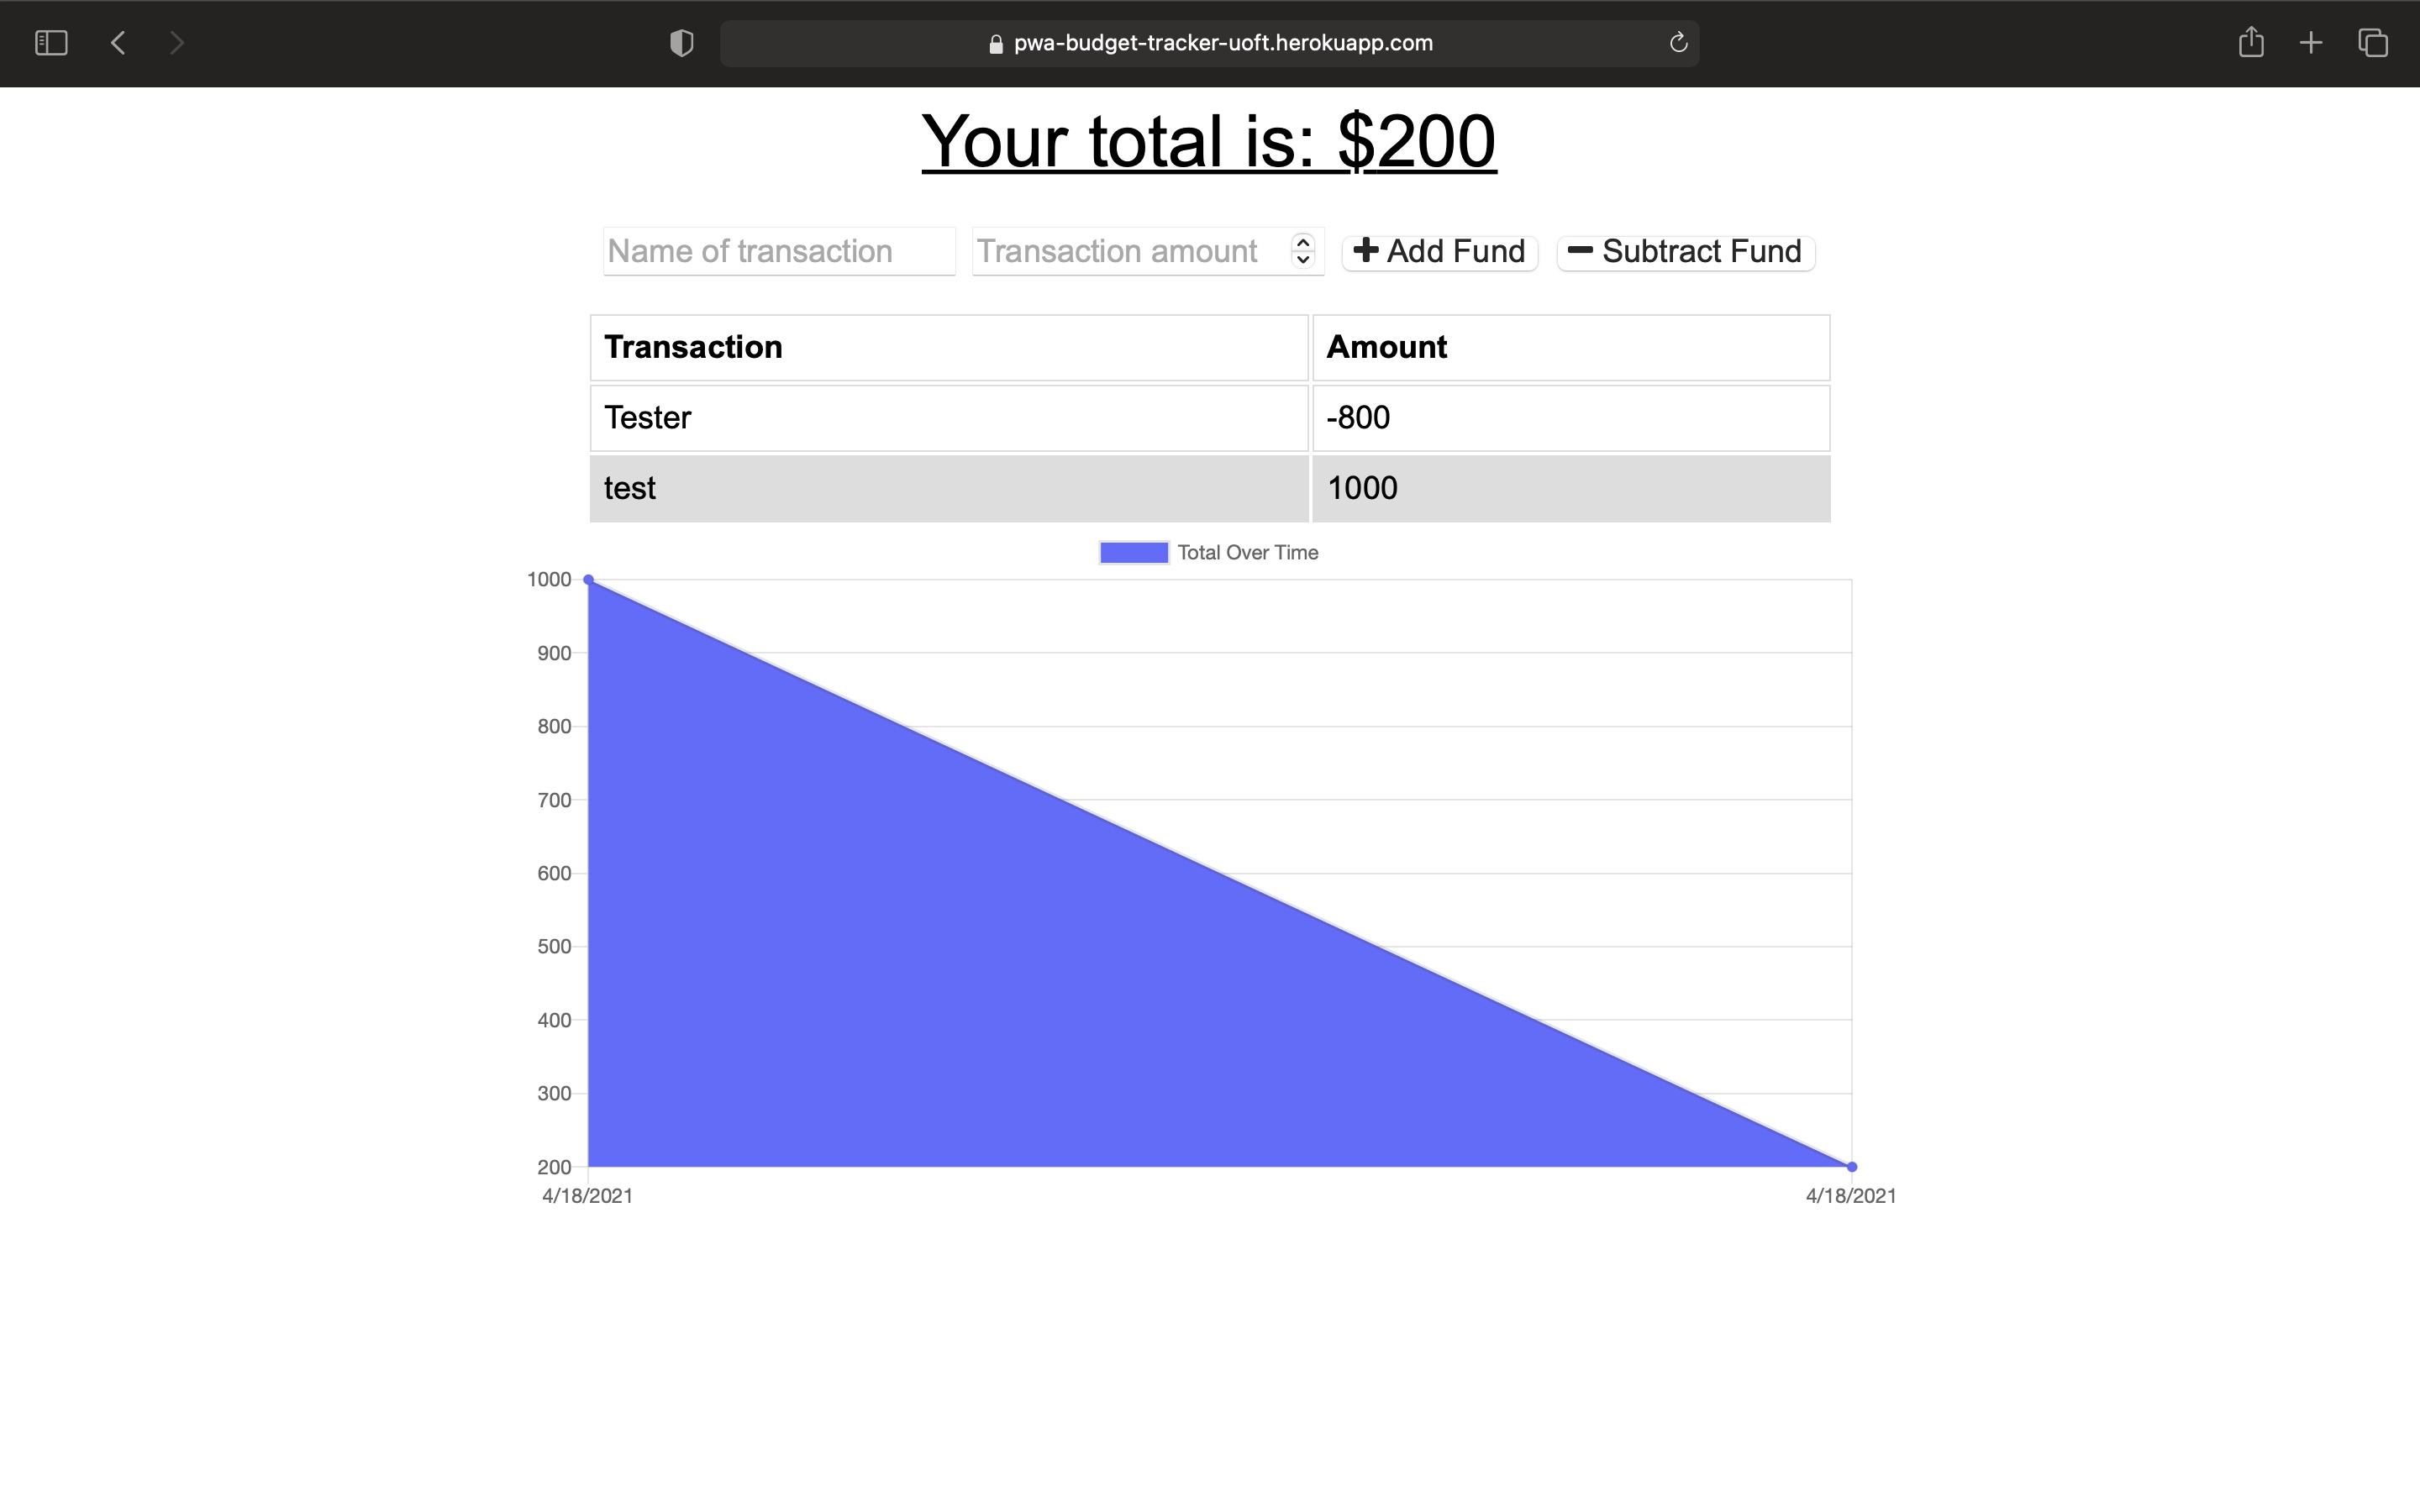 pwa-budget-tracker-uoft.herokuapp.com
Your total is: $200
Name of transaction Transaction amount Add Fund Subtract Fund
Transaction Amount
Tester -800
test 1000
Total Over Time
1000
900
800
700
600
500
400
300
200
4/18/2021 4/18/2021